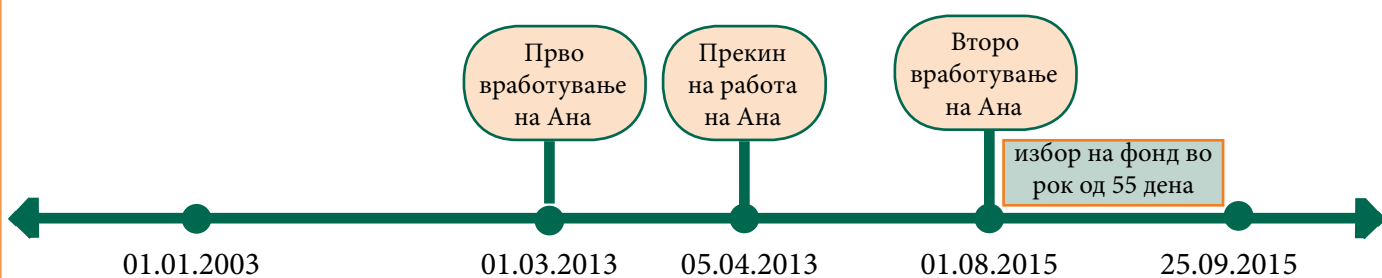 Прво
вработување
на Ана
Прекин
на работа
на Ана
Второ
вработување
на Ана
избор на фонд во
рок од 55 дена
01.01.2003
01.03.2013
05.04.2013
01.08.2015
25.09.2015